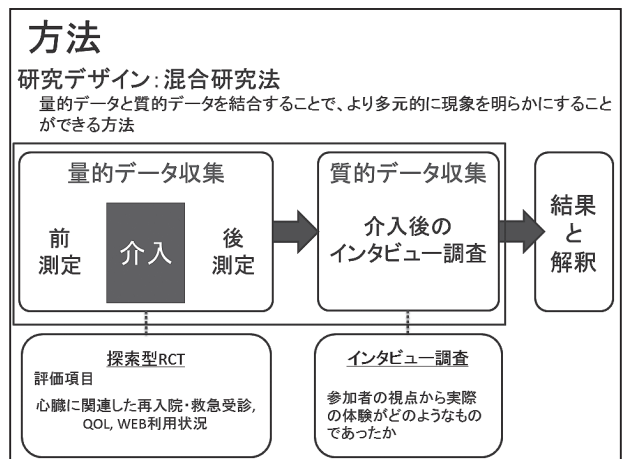 方法
研究デザイン：混合研究法
量的データと質的データを結合することで、より多元的に現象を明らかにすること
ができる方法
量的データ収集
前
測定
介入
後
測定
質的データ収集
介入後の
インタビュー調査
結果
と
解釈
探索型RCT
評価項目
心臓に関連した再入院・救急受診,
QOL, WEB利用状況
インタビュー調査
参加者の視点から実際
の体験がどのようなもの
であったか